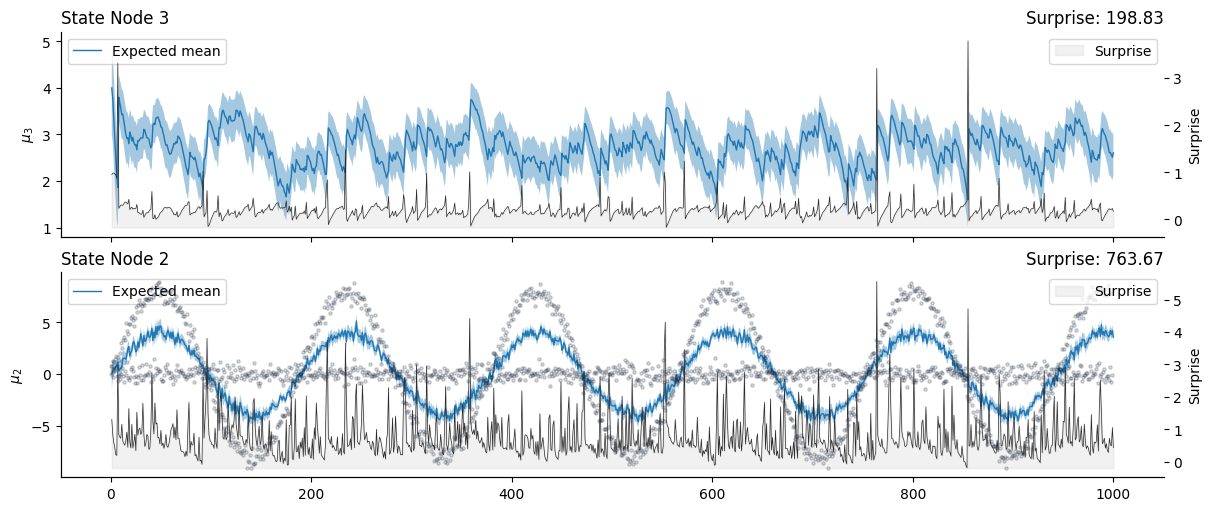 State Node 3 Surprise: 198.83
Expected mean
Surprise
5
4
3
2
1
μ3
3
2
1
0
Surprise
State Node 2 Surprise: 763.67
Expected mean
Surprise
5
0
−5
μ2
5
4
3
2
1
0
Surprise
0 200 400 600 800 1000